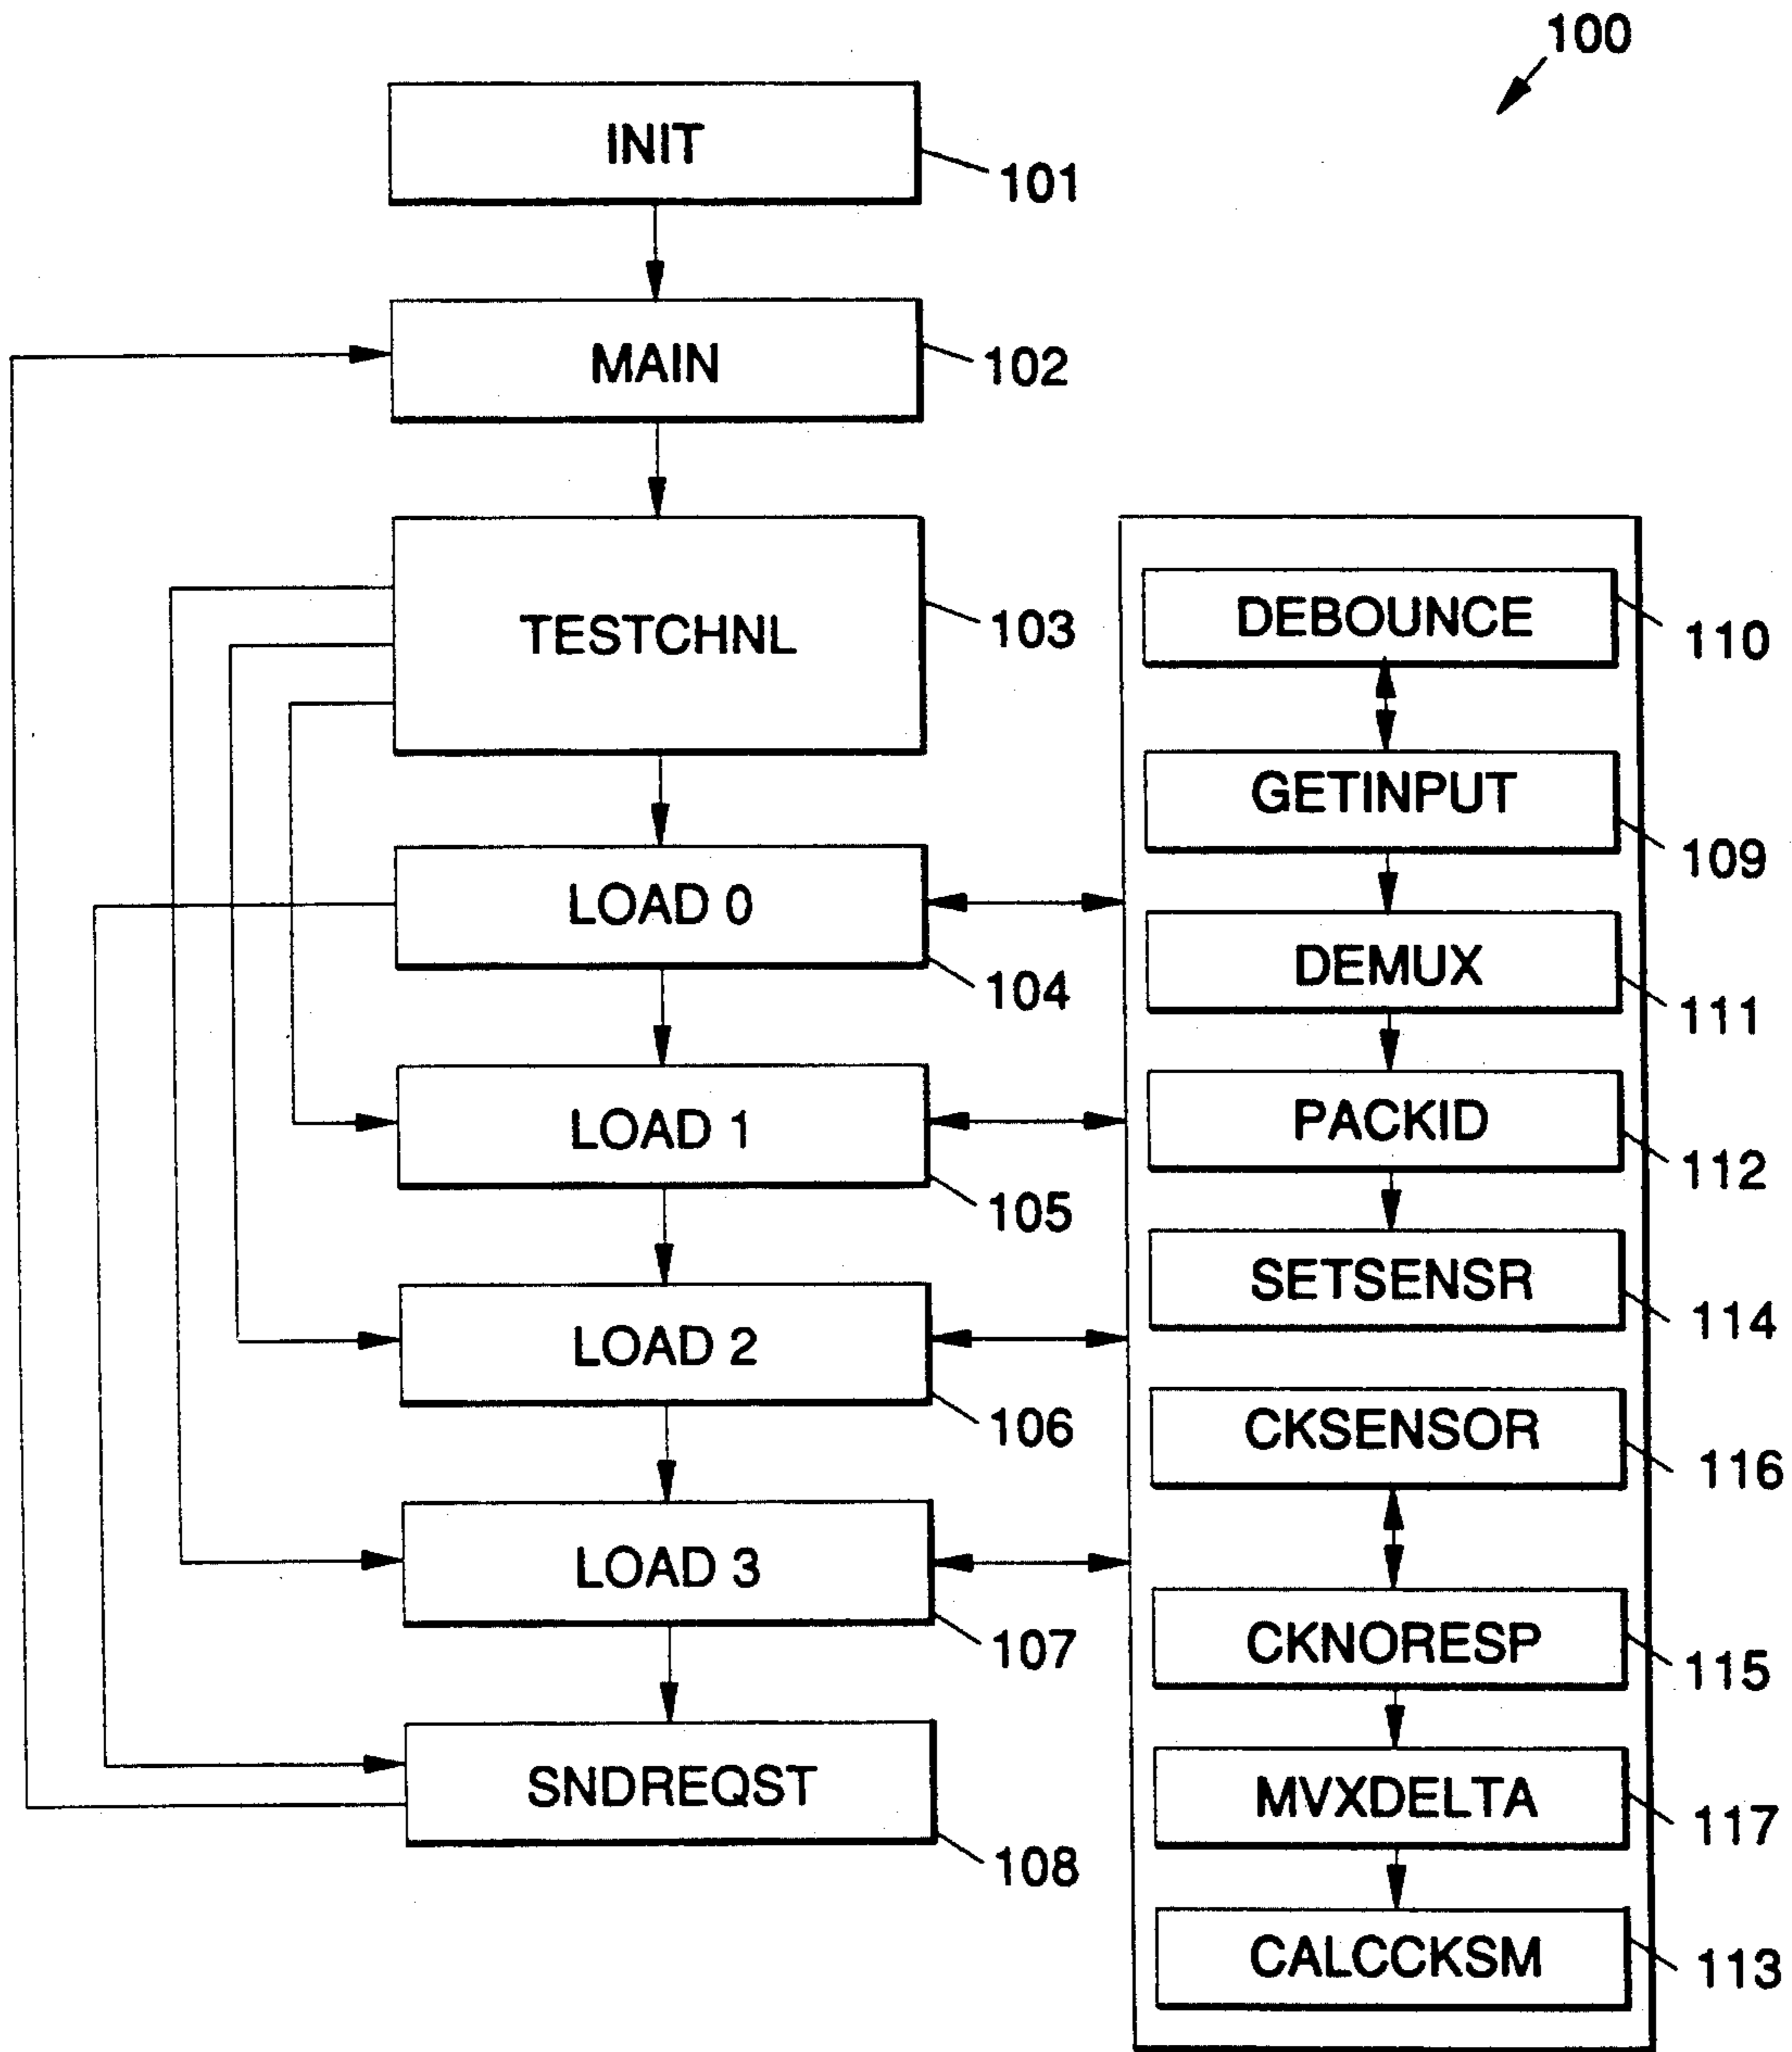 100
INIT
101
MAIN
102
TESTCHNL
103
LOAD 0
104
LOAD 1
105
LOAD 2
106
LOAD 3
107
SNDREQST
108
DEBOUNCE
110
GETINPUT
109
DEMUX
111
PACKID
112
SETSENSR
114
CKSENSOR
116
CKNORESP
115
MVXDELTA
117
CALCCKSM
113